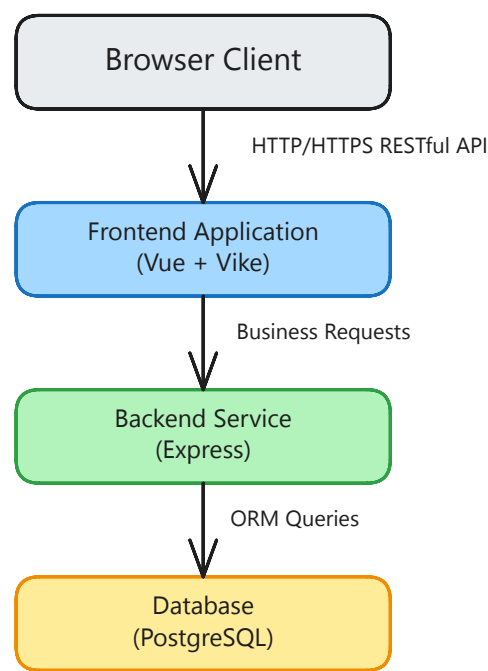 Browser Client
HTTP/HTTPS RESTful API
Frontend Application
(Vue + Vike)
Business Requests
Backend Service
(Express)
ORM Queries
Database
(PostgreSQL)